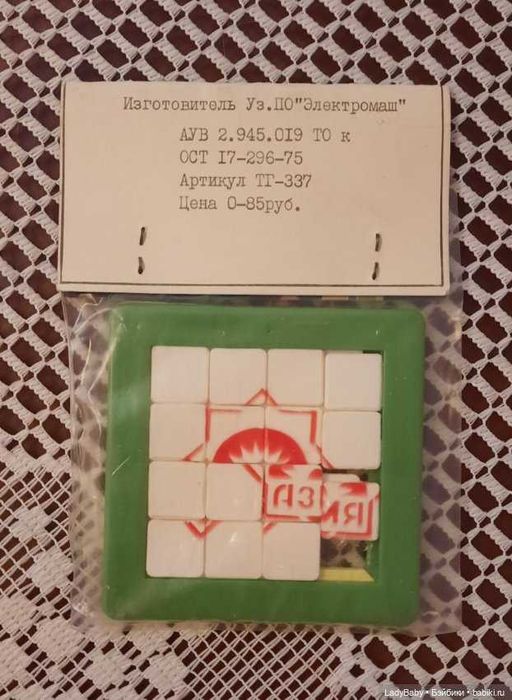 Изготовитель Уз.ПО"Электромаш"
АУВ 2.945.019 ТО к
ОСТ 17-296-75
Артикул ТГ-337
Цена 0-85руб.
АЗИЯ
LadyBaby • Бэйбики • babiki.ru